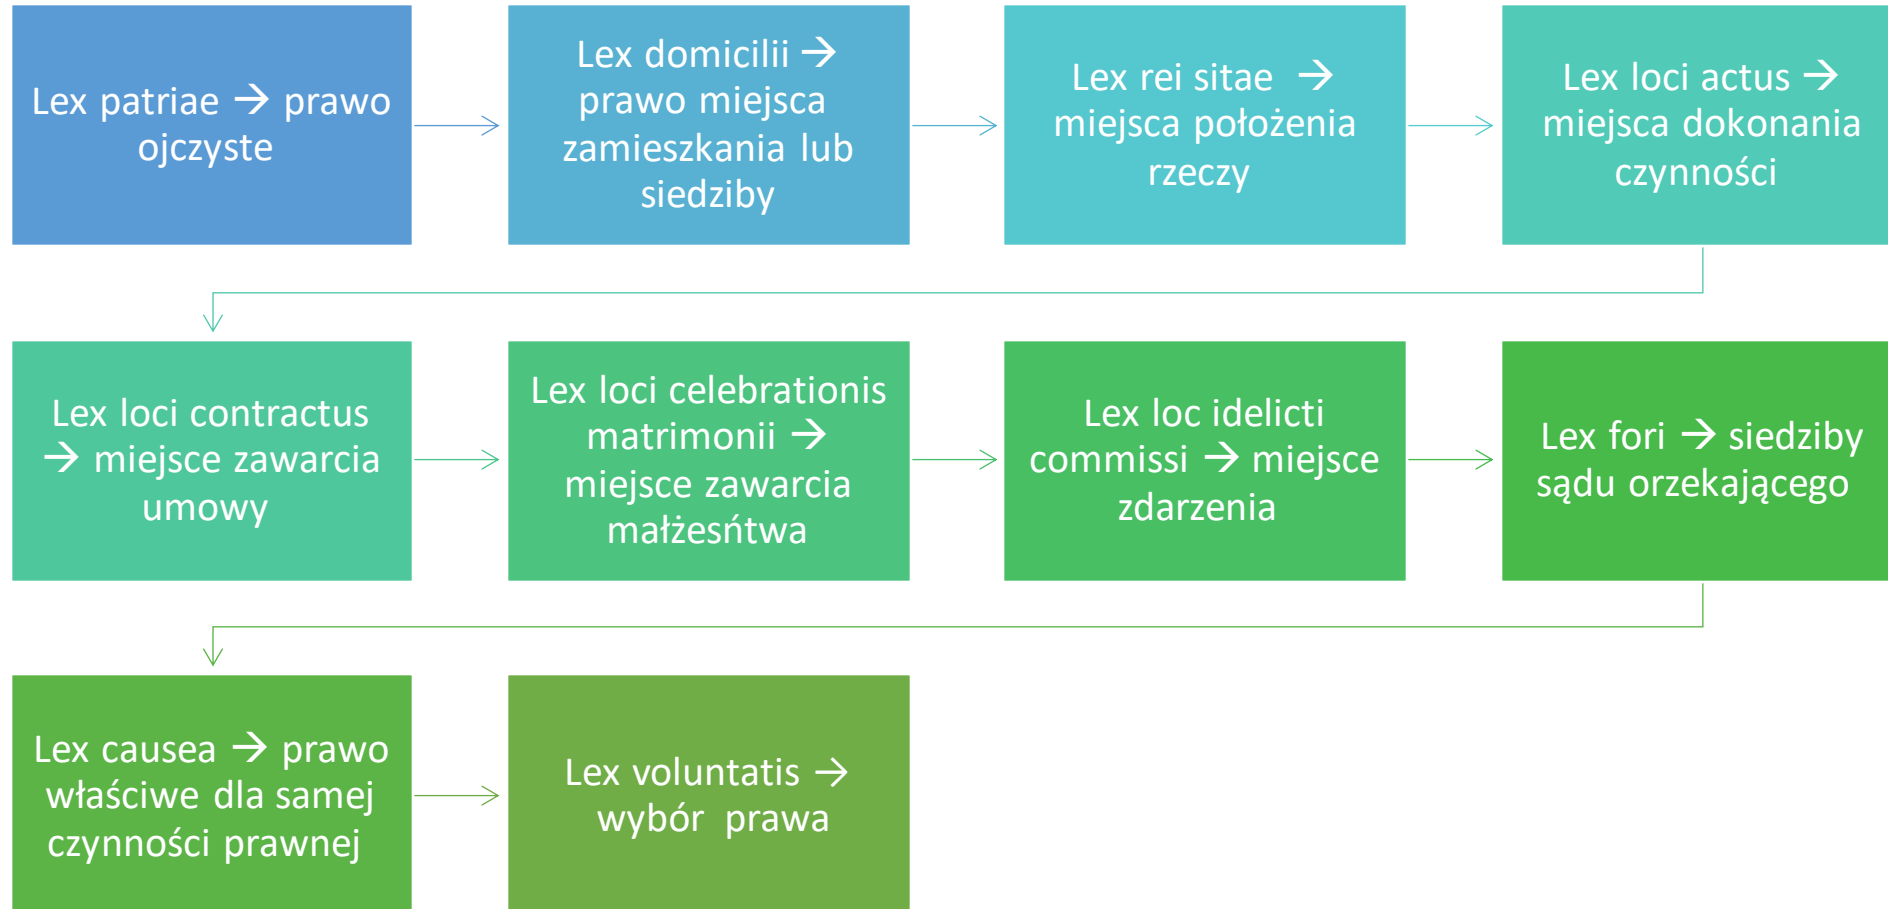 Lex patriae → prawo
ojczyste
Lex domicilii →
prawo miejsca
zamieszkania lub
siedziby
Lex rei sitae →
miejsca położenia
rzeczy
Lex loci actus →
miejsca dokonania
czynności
Lex loci contractus
→ miejsce zawarcia
umowy
Lex loci celebrationis
matrimonii →
miejsce zawarcia
małżesńtwa
Lex loc idelicti
commissi → miejsce
zdarzenia
Lex fori → siedziby
sądu orzekającego
Lex causea → prawo
właściwe dla samej
czynności prawnej
Lex voluntatis →
wybór prawa